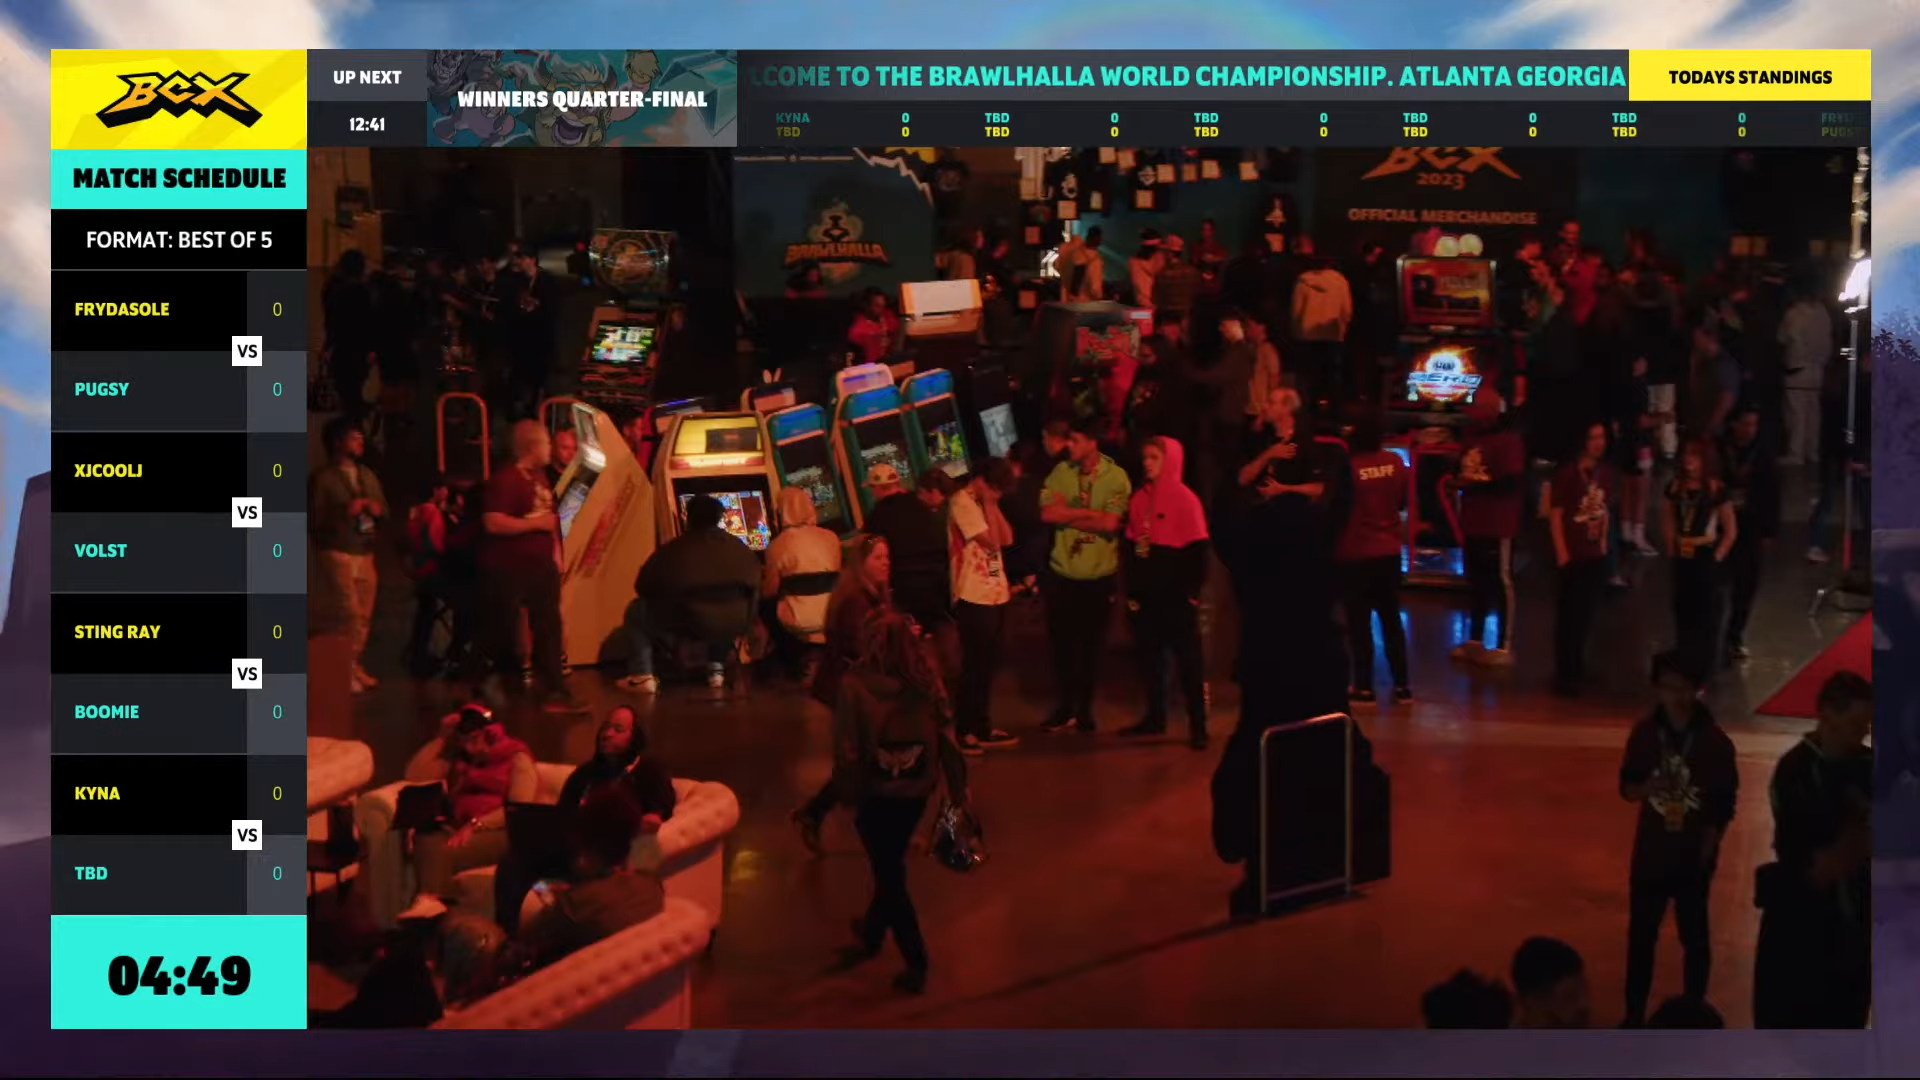 BCX
UP NEXT
12:41
WINNERS QUARTER-FINAL
LCOME TO THE BRAWLHALLA WORLD CHAMPIONSHIP. ATLANTA GEORGIA
TODAYS STANDINGS
KYNA 0 TBD 0 TBD 0 TBD 0 TBD 0
TBD 0 TBD 0 TBD 0 TBD 0 TBD 0
MATCH SCHEDULE
FORMAT: BEST OF 5
FRYDASOLE 0
VS
PUGSY 0
XJCOOLJ 0
VS
VOLST 0
STING RAY 0
VS
BOOMIE 0
KYNA 0
VS
TBD 0
04:49
BCX
2023
OFFICIAL MERCHANDISE
BRAWLHALLA
STAFF